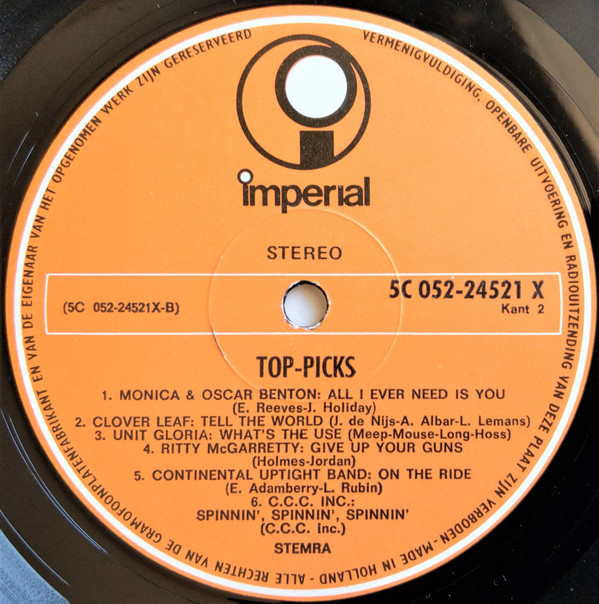 VERMENIGVULDIGING, OPENBARE UITVOERING EN RADIOUITZENDING VAN DEZE PLAAT ZIJN VERBODEN - MADE IN HOLLAND - ALLE RECHTEN VAN DE GRAMOFOONPLATENFABRIKANT EN VAN DE EIGENAAR VAN HET OPGENOMEN WERK ZIJN GERESERVEERD
imperial
STEREO
(5C 052-24521X-B)
5C 052-24521 X
Kant 2
TOP-PICKS
1. MONICA & OSCAR BENTON: ALL I EVER NEED IS YOU
(E. Reeves-J. Holiday)
2. CLOVER LEAF: TELL THE WORLD (J. de Nijs-A. Albar-L. Lemans)
3. UNIT GLORIA: WHAT'S THE USE (Meep-Mouse-Long-Hoss)
4. RITTY McGARRETTY: GIVE UP YOUR GUNS
(Holmes-Jordan)
5. CONTINENTAL UPTIGHT BAND: ON THE RIDE
(E. Adamberry-L. Rubin)
6. C.C.C. INC.:
SPINNIN', SPINNIN', SPINNIN'
(C.C.C. inc.)
STEMRA